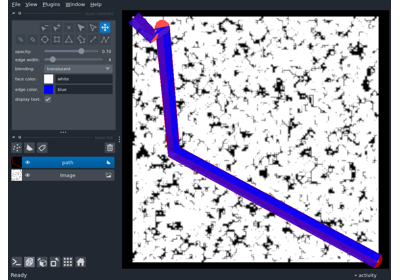 File View Plugins Window Help
opacity: 0.70
edge width: 4
blending: translucent
face color: white
edge color: blue
display text: ✓
path
Image
Ready
activity